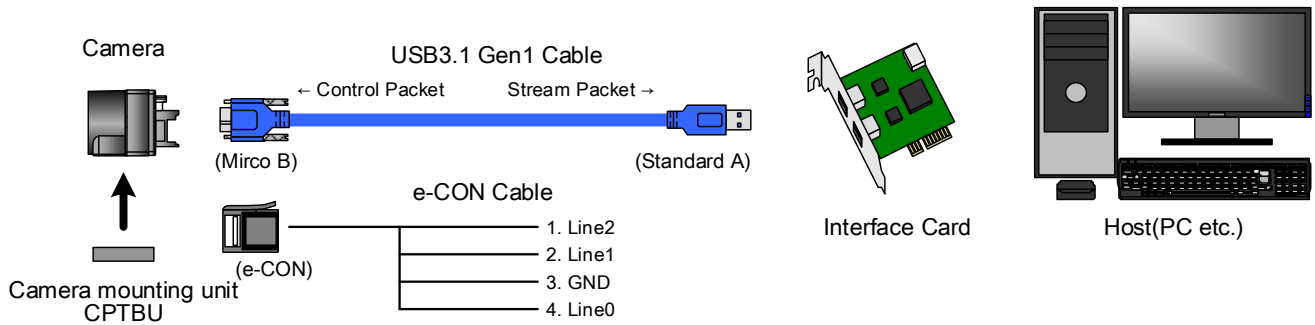 Camera
USB3.1 Gen1 Cable
← Control Packet Stream Packet →
(Mirco B)
(Standard A)
e-CON Cable
(e-CON)
1. Line2
2. Line1
3. GND
4. Line0
Camera mounting unit
CPTBU
Interface Card
Host(PC etc.)